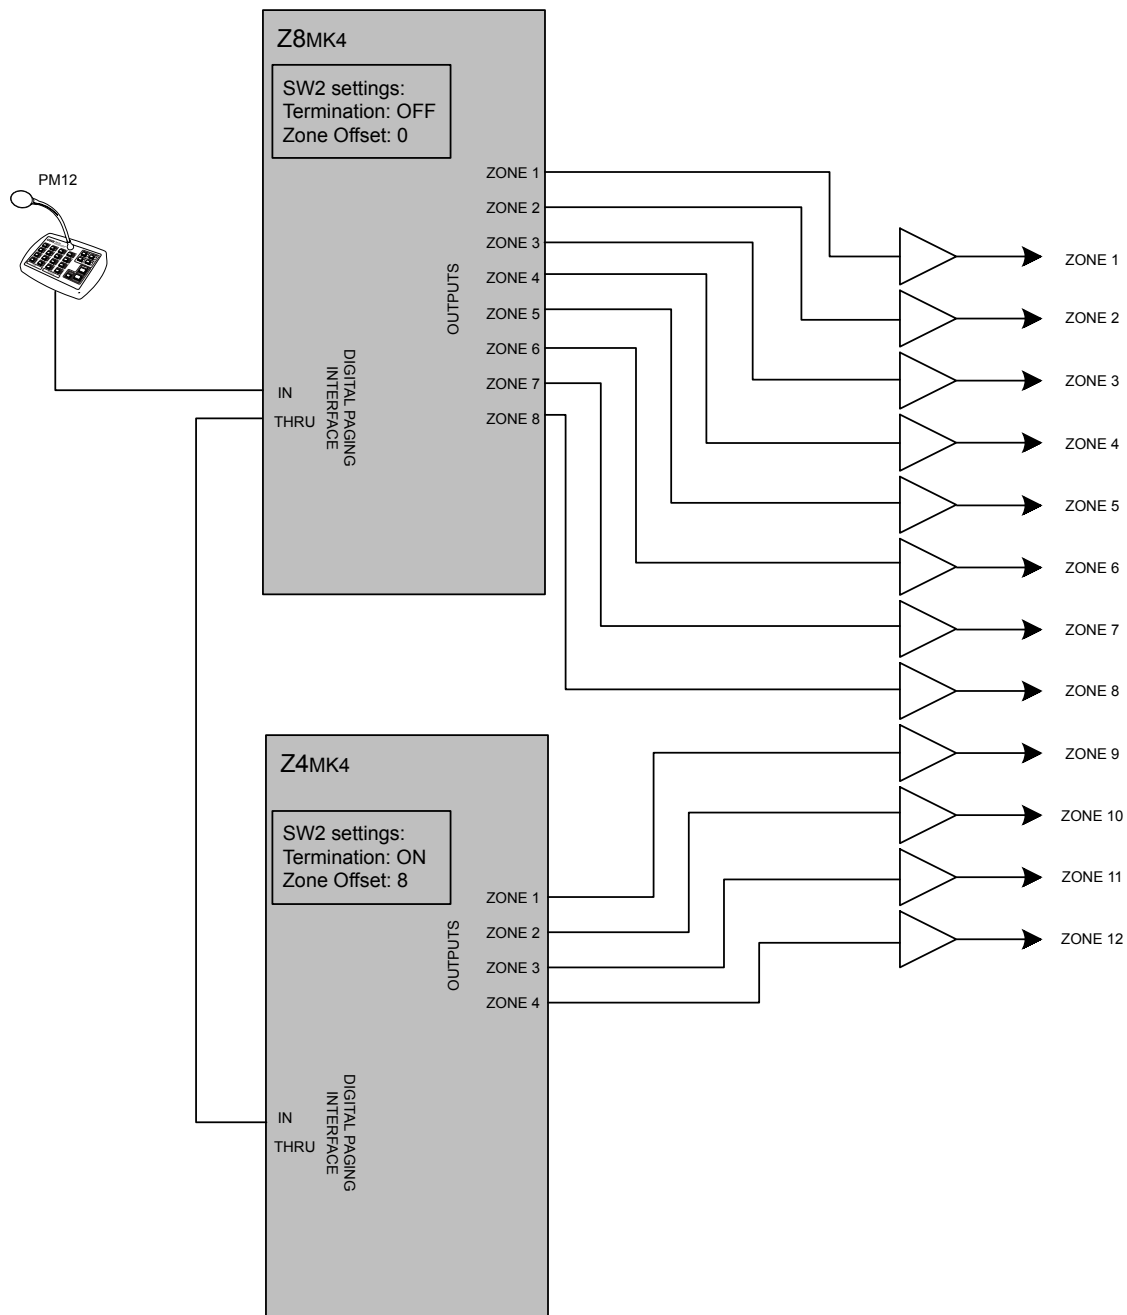 Z8MK4
SW2 settings:
Termination: OFF
Zone Offset: 0
PM12
ZONE 1
ZONE 2
ZONE 3
ZONE 4
ZONE 5
ZONE 6
ZONE 7
ZONE 8
OUTPUTS
DIGITAL PAGING
INTERFACE
IN
THRU
ZONE 1
ZONE 2
ZONE 3
ZONE 4
ZONE 5
ZONE 6
ZONE 7
ZONE 8
ZONE 9
ZONE 10
ZONE 11
ZONE 12
Z4MK4
SW2 settings:
Termination: ON
Zone Offset: 8
ZONE 1
ZONE 2
ZONE 3
ZONE 4
OUTPUTS
DIGITAL PAGING
INTERFACE
IN
THRU